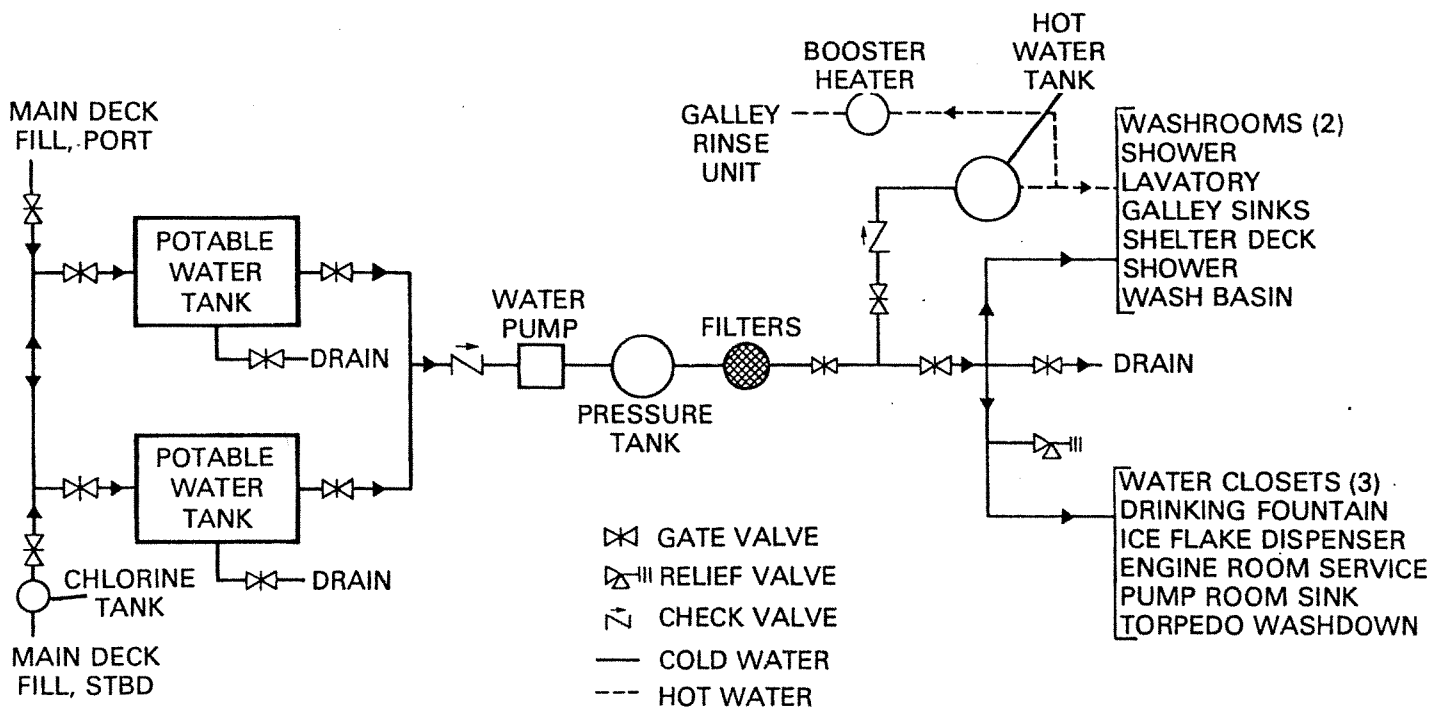 MAIN DECK
FILL, PORT
POTABLE
WATER
TANK
DRAIN
POTABLE
WATER
TANK
DRAIN
CHLORINE
TANK
MAIN DECK
FILL, STBD
WATER
PUMP
PRESSURE
TANK
FILTERS
GALLEY
RINSE
UNIT
BOOSTER
HEATER
HOT
WATER
TANK
WASHROOMS (2)
SHOWER
LAVATORY
GALLEY SINKS
SHELTER DECK
SHOWER
WASH BASIN
DRAIN
WATER CLOSETS (3)
DRINKING FOUNTAIN
ICE FLAKE DISPENSER
ENGINE ROOM SERVICE
PUMP ROOM SINK
TORPEDO WASHDOWN
GATE VALVE
RELIEF VALVE
CHECK VALVE
COLD WATER
HOT WATER